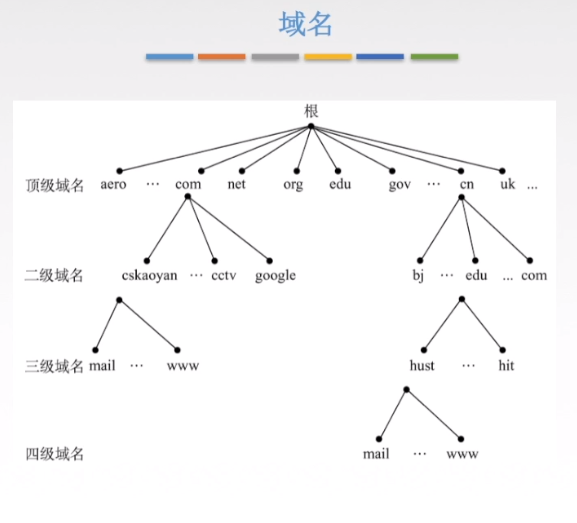 域名
根
顶级域名 aero … com net org edu gov … cn uk ...
二级域名 cskaoyan … cctv google bj … edu ... com
三级域名 mail … www hust … hit
四级域名 mail … www